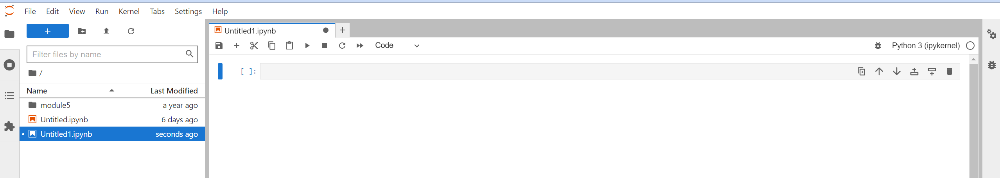 File Edit View Run Kernel Tabs Settings Help
Filter files by name
/
Name Last Modified
module5 a year ago
Untitled.ipynb 6 days ago
Untitled1.ipynb seconds ago
Untitled1.ipynb
Code Python 3 (ipykernel)
[ ]: